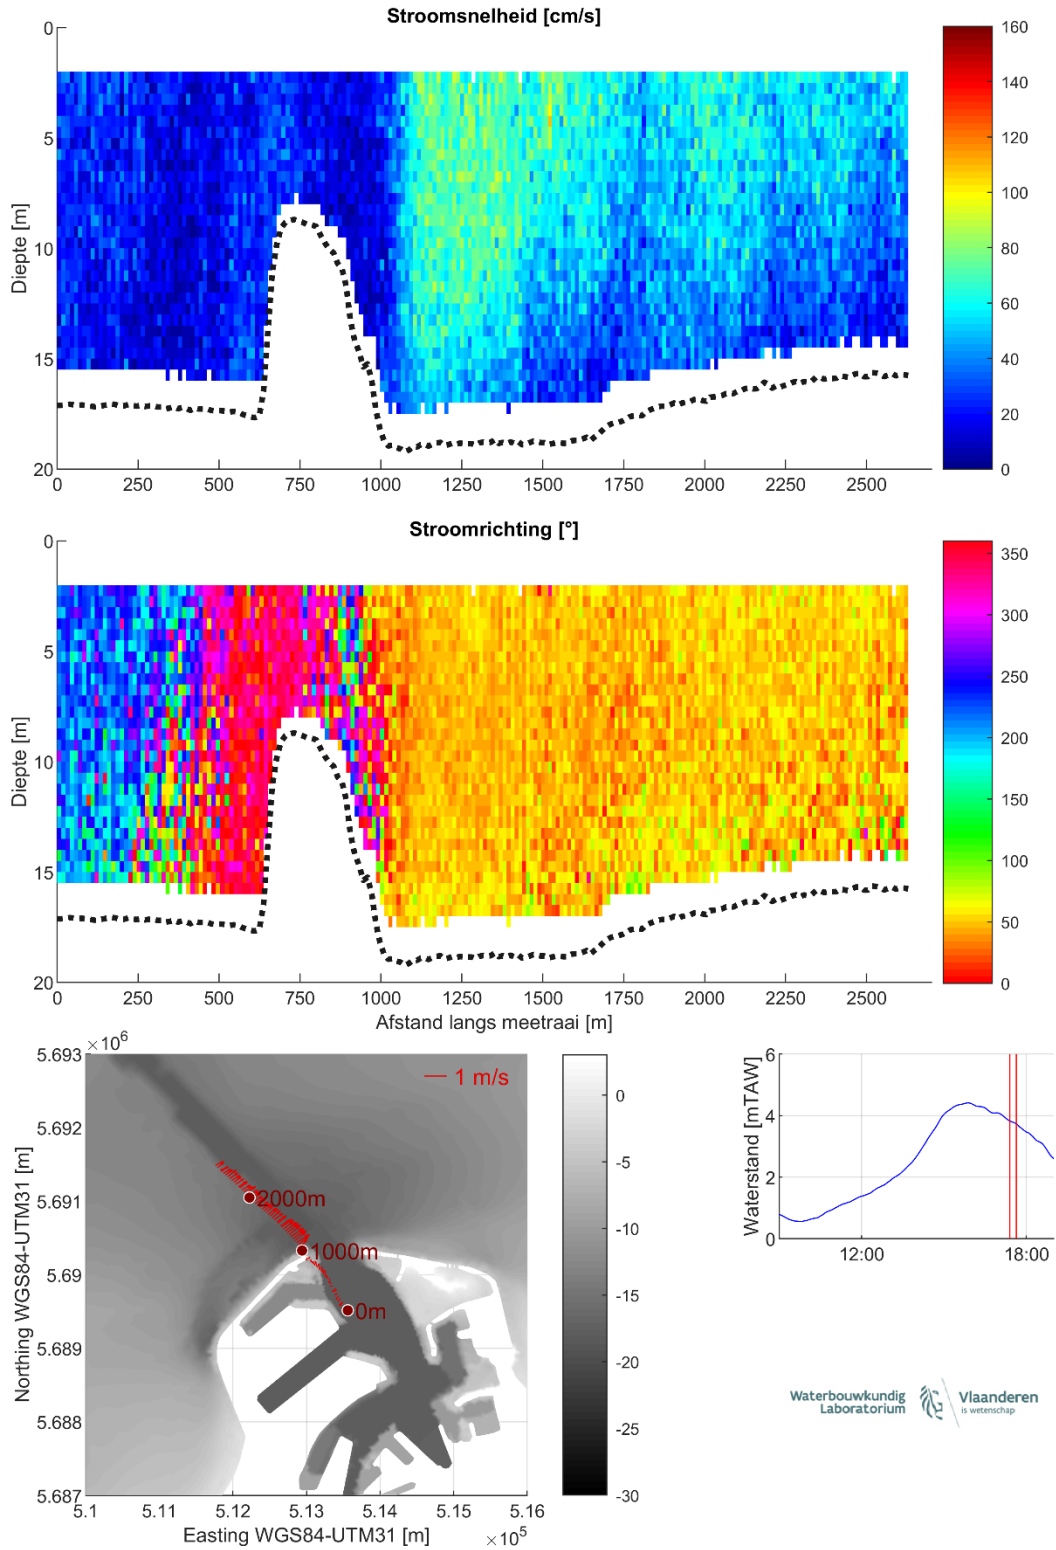 Stroomsnelheid [cm/s]
0
5
10
15
20
Diepte [m]
0 250 500 750 1000 1250 1500 1750 2000 2250 2500
160
140
120
100
80
60
40
20
0
Stroomrichting [°]
0
5
10
15
20
Diepte [m]
0 250 500 750 1000 1250 1500 1750 2000 2250 2500
Afstand langs meetraai [m]
350
300
250
200
150
100
50
0
×10⁶
5.693
5.692
5.691
5.69
5.689
5.688
5.687
Northing WGS84-UTM31 [m]
1 m/s
2000m
1000m
0m
5.1 5.11 5.12 5.13 5.14 5.15 5.16
Easting WGS84-UTM31 [m]
×10⁵
0
-5
-10
-15
-20
-25
-30
Waterstand [mTAW]
6
4
2
0
12:00 18:00
Waterbouwkundig
Laboratorium
Vlaanderen
is wetenschap